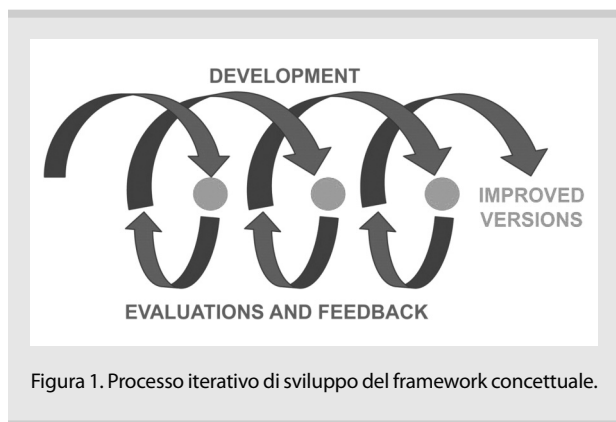 DEVELOPMENT
IMPROVED
VERSIONS
EVALUATIONS AND FEEDBACK
Figura 1. Processo iterativo di sviluppo del framework concettuale.